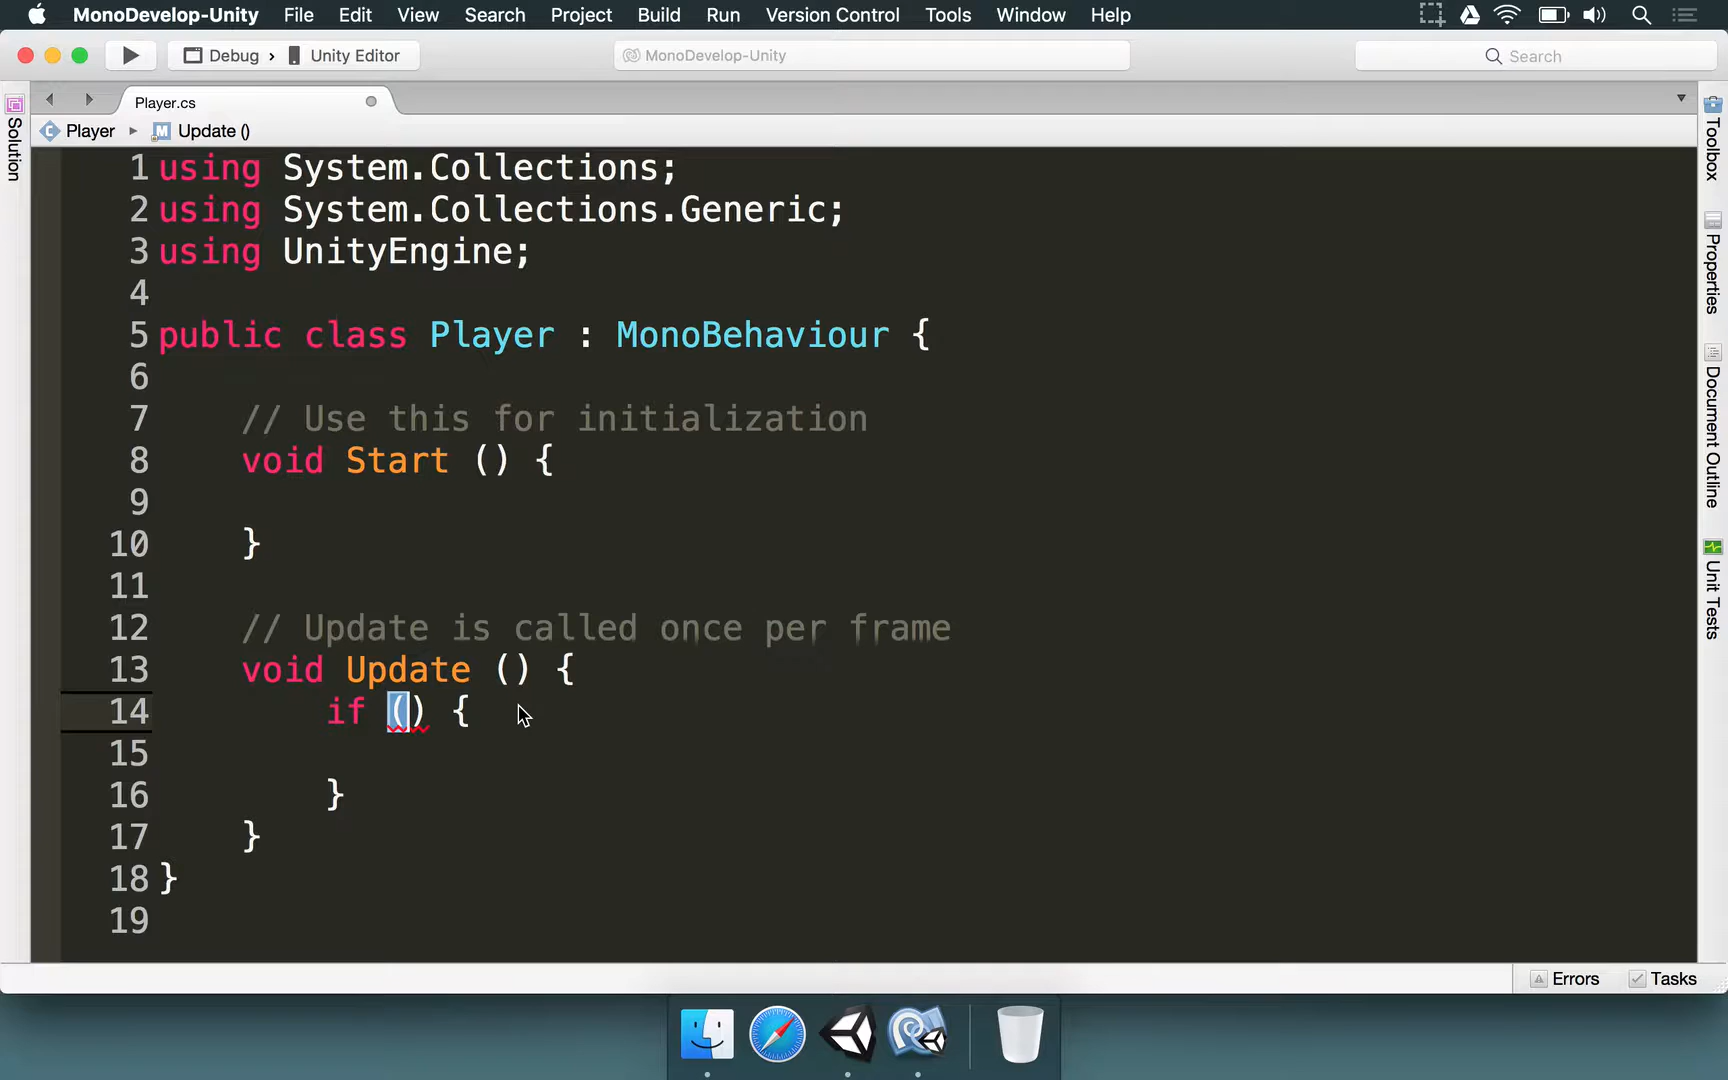 MonoDevelop-Unity File Edit View Search Project Build Run Version Control Tools Window Help
Debug › Unity Editor
MonoDevelop-Unity
Search
Player.cs
Player ▸ M Update ()
Solution
1 using System.Collections;
2 using System.Collections.Generic;
3 using UnityEngine;
4
5 public class Player : MonoBehaviour {
6
7 // Use this for initialization
8 void Start () {
9
10 }
11
12 // Update is called once per frame
13 void Update () {
14 if () {
15
16 }
17 }
18 }
19
Toolbox
Properties
Document Outline
Unit Tests
Errors Tasks